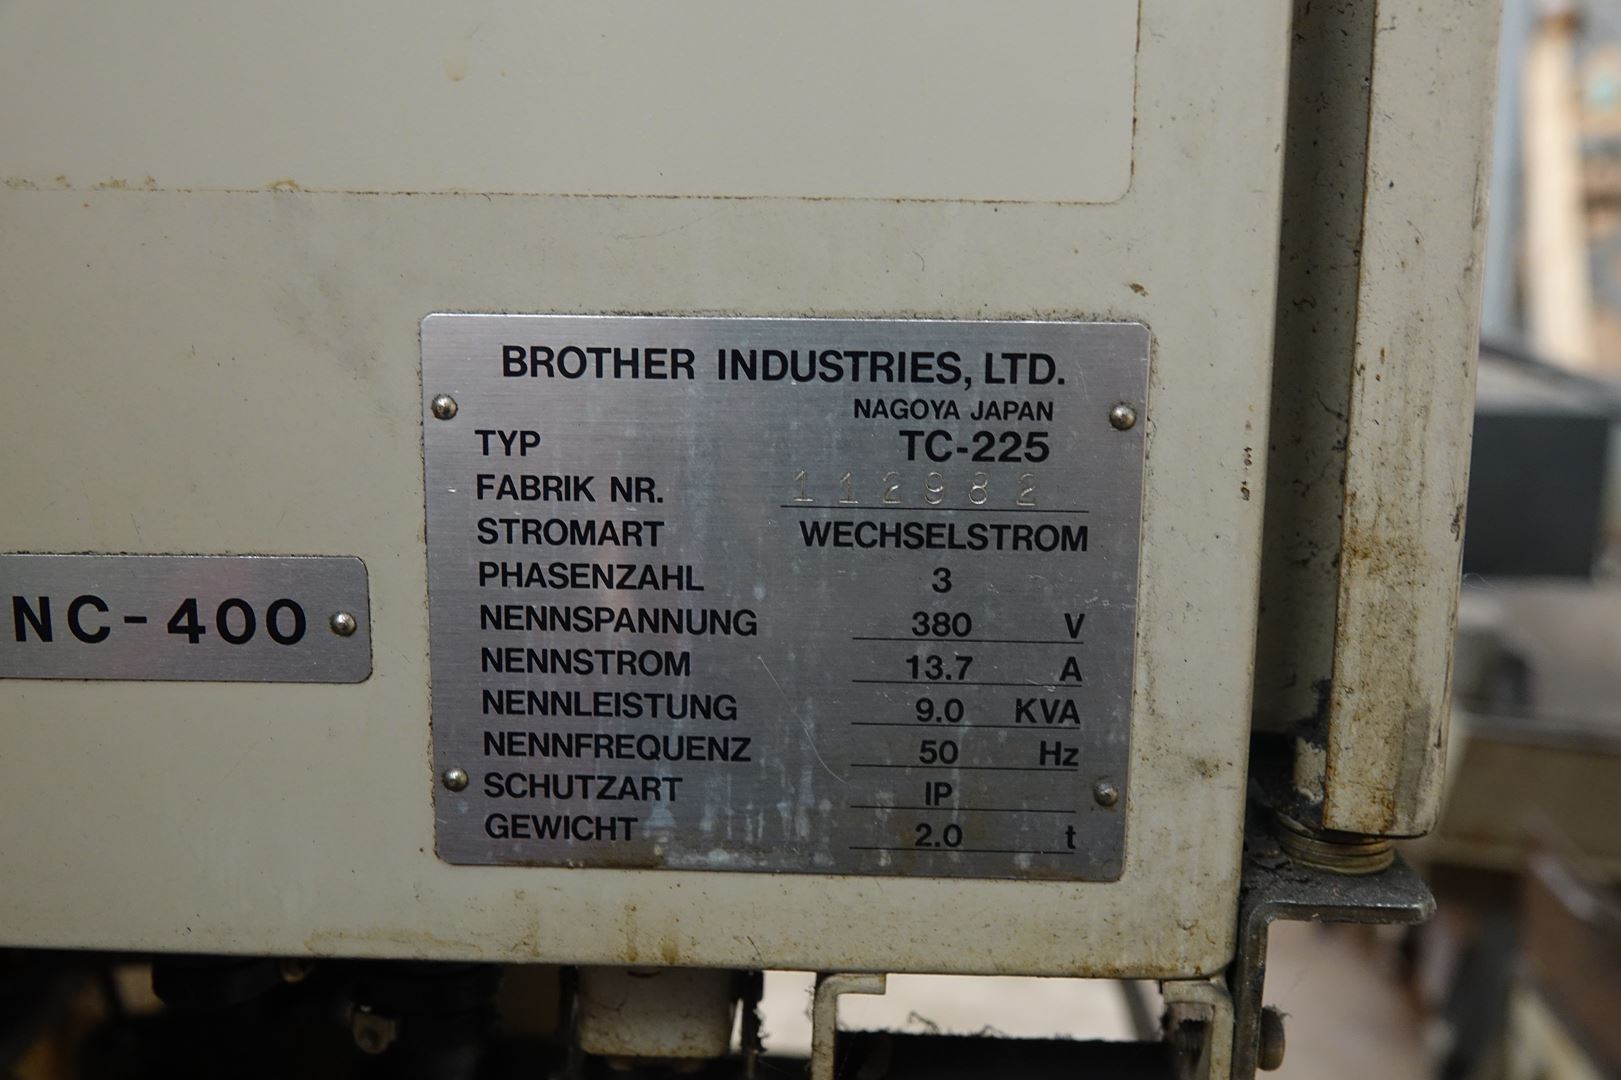 BROTHER INDUSTRIES, LTD.
NAGOYA JAPAN
TYP TC-225
FABRIK NR. 112982
STROMART WECHSELSTROM
PHASENZAHL 3
NENNSPANNUNG 380 V
NENNSTROM 13.7 A
NENNLEISTUNG 9.0 KVA
NENNFREQUENZ 50 Hz
SCHUTZART IP
GEWICHT 2.0 t
NC-400